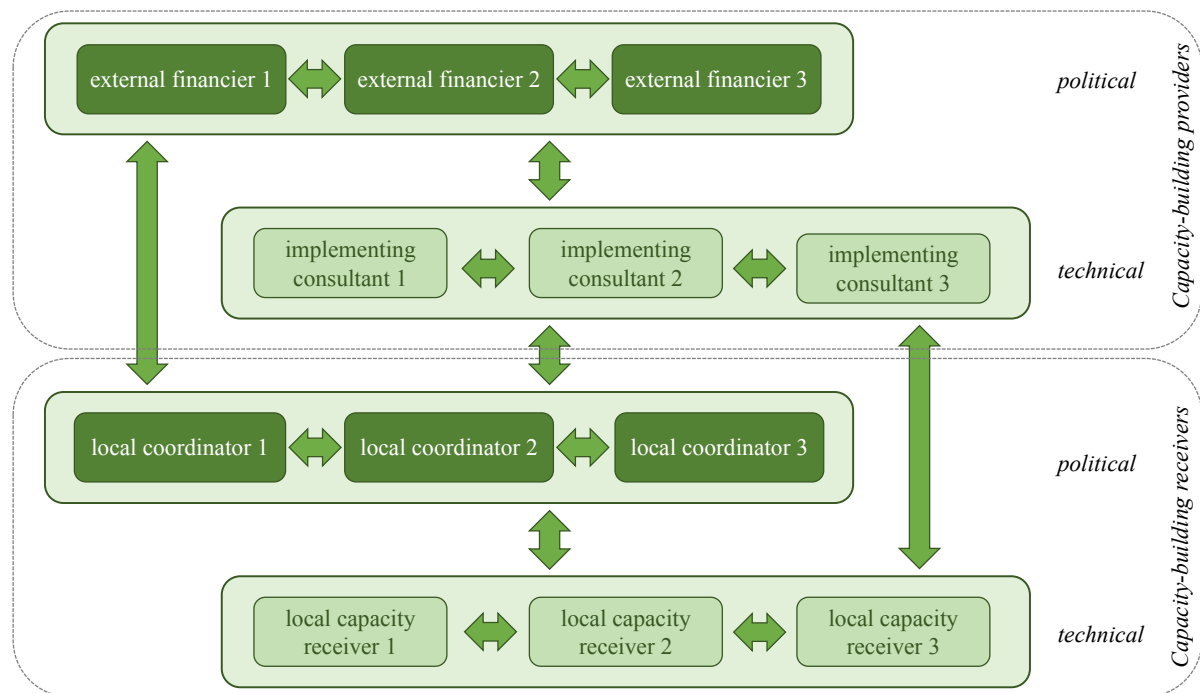 external financier 1
external financier 2
external financier 3
political
Capacity-building providers
implementing
consultant 1
implementing
consultant 2
implementing
consultant 3
technical
local coordinator 1
local coordinator 2
local coordinator 3
political
Capacity-building receivers
local capacity
receiver 1
local capacity
receiver 2
local capacity
receiver 3
technical